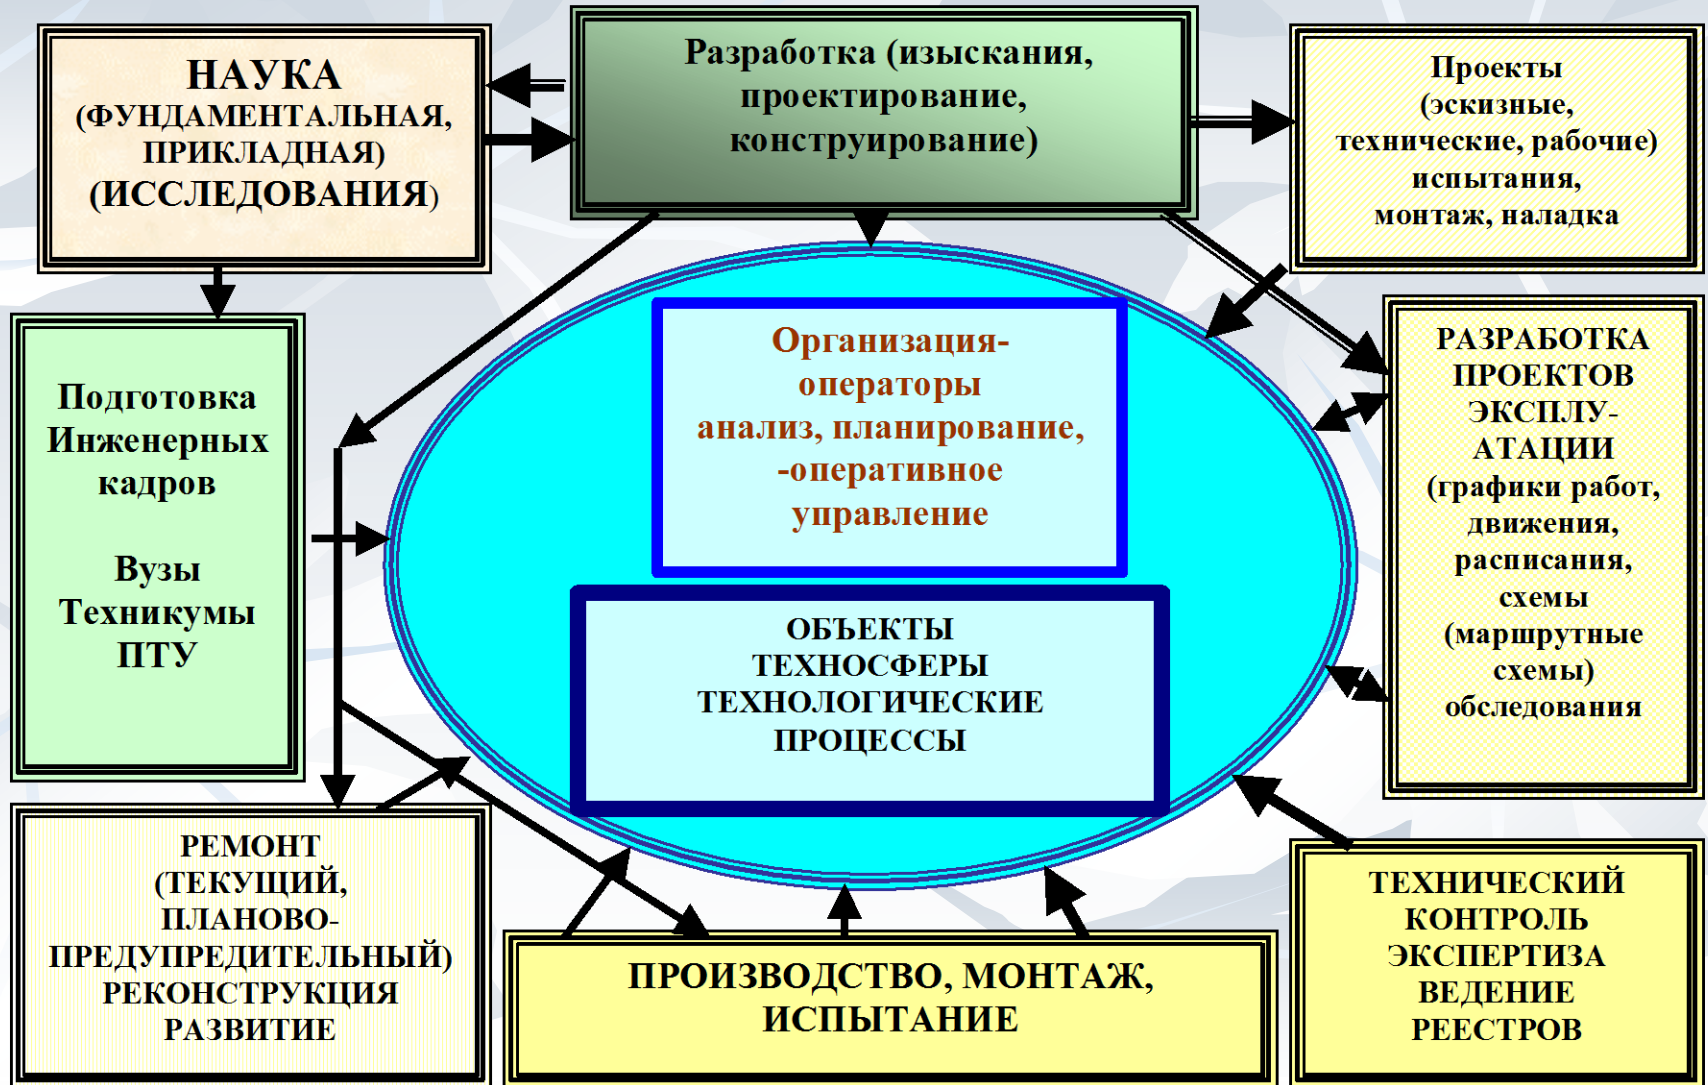 НАУКА
(ФУНДАМЕНТАЛЬНАЯ,
ПРИКЛАДНАЯ)
(ИССЛЕДОВАНИЯ)
Разработка (изыскания,
проектирование,
конструирование)
Проекты
(эскизные,
технические, рабочие)
испытания,
монтаж, наладка
Подготовка
Инженерных
кадров
Вузы
Техникумы
ПТУ
Организация-
операторы
анализ, планирование,
-оперативное
управление
ОБЪЕКТЫ
ТЕХНОСФЕРЫ
ТЕХНОЛОГИЧЕСКИЕ
ПРОЦЕССЫ
РАЗРАБОТКА
ПРОЕКТОВ
ЭКСПЛУ-
АТАЦИИ
(графики работ,
движения,
расписания,
схемы
(маршрутные
схемы)
обследования
РЕМОНТ
(ТЕКУЩИЙ,
ПЛАНОВО-
ПРЕДУПРЕДИТЕЛЬНЫЙ)
РЕКОНСТРУКЦИЯ
РАЗВИТИЕ
ПРОИЗВОДСТВО, МОНТАЖ,
ИСПЫТАНИЕ
ТЕХНИЧЕСКИЙ
КОНТРОЛЬ
ЭКСПЕРТИЗА
ВЕДЕНИЕ
РЕЕСТРОВ